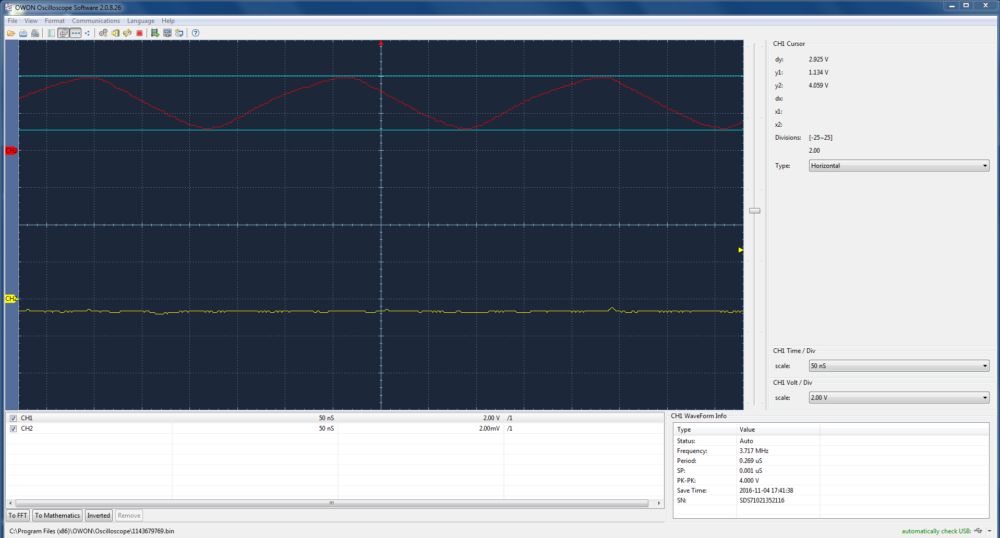 OWON Oscilloscope Software 2.0.8.26
File View Format Communications Language Help
CH1 Cursor
dy: 2.925 V
y1: 1.134 V
y2: 4.059 V
dx:
x1:
x2:
Divisions: [-25~25]
2.00
Type: Horizontal
CH1
CH2
CH1 Time / Div
scale: 50 nS
CH1 Volt / Div
scale: 2.00 V
CH1 50 nS 2.00 V /1
CH2 50 nS 2.00mV /1
CH1 WaveForm Info
Type Value
Status: Auto
Frequency: 3.717 MHz
Period: 0.269 uS
SP: 0.001 uS
PK-PK: 4.000 V
Save Time: 2016-11-04 17:41:38
SN: SDS71021352116
To FFT To Mathematics Inverted Remove
C:\Program Files (x86)\OWON\Oscilloscope\1143679769.bin
automatically check USB: